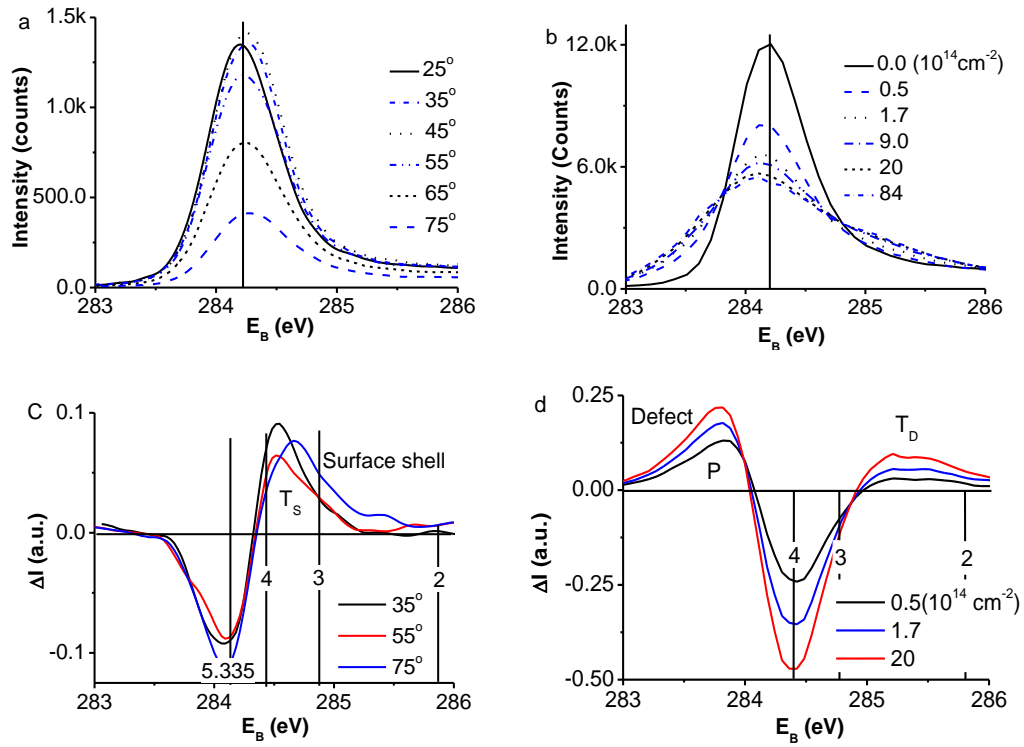 a
1.5k
1.0k
500.0
0.0
Intensity (counts)
25°
35°
45°
55°
65°
75°
283 284 285 286
E_B (eV)
b
12.0k
6.0k
0.0
Intensity (Counts)
0.0 (10^14cm^-2)
0.5
1.7
9.0
20
84
283 284 285 286
E_B (eV)
C
0.1
0.0
-0.1
ΔI (a.u.)
Surface shell
T_S
4 3 2
5.335
35°
55°
75°
283 284 285 286
E_B (eV)
d
0.25
0.00
-0.25
-0.50
ΔI (a.u.)
Defect
P
T_D
4 3 2
0.5(10^14 cm^-2)
1.7
20
283 284 285 286
E_B (eV)